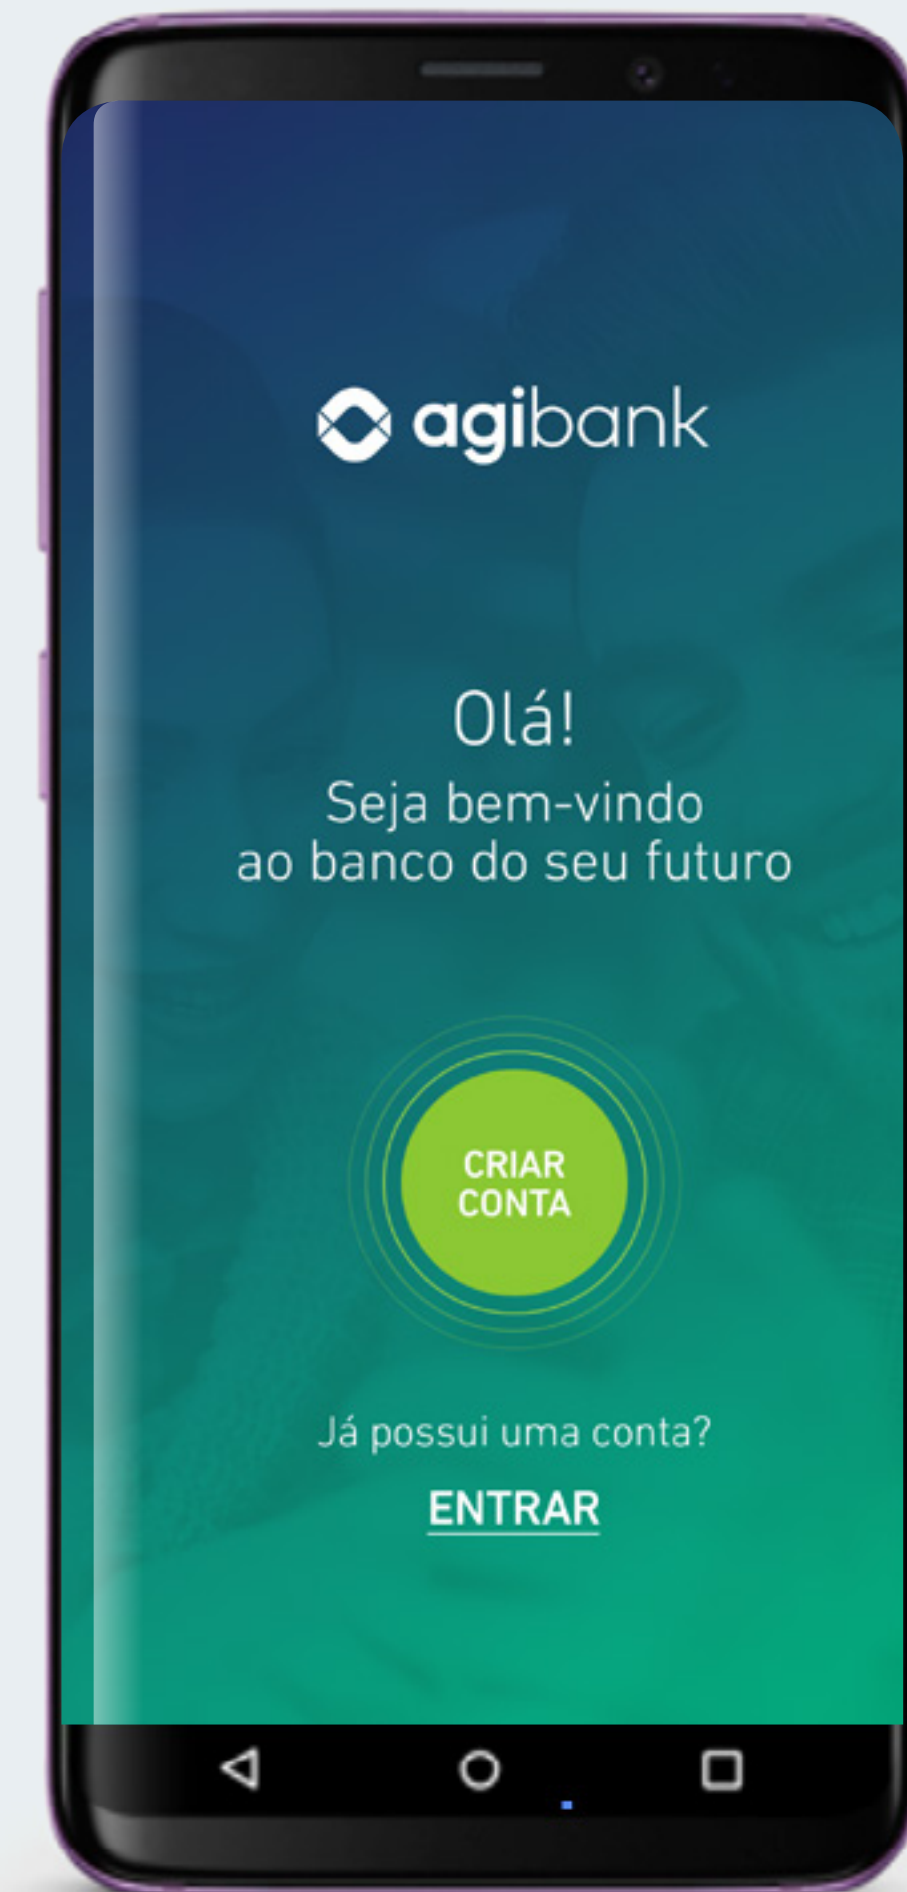 agibank
Olá!
Seja bem-vindo
ao banco do seu futuro
CRIAR
CONTA
Já possui uma conta?
ENTRAR